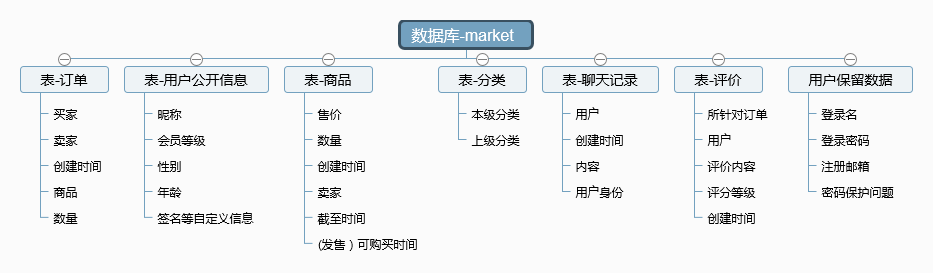 数据库-market
表-订单
买家
卖家
创建时间
商品
数量
表-用户公开信息
昵称
会员等级
性别
年龄
签名等自定义信息
表-商品
售价
数量
创建时间
卖家
截至时间
(发售）可购买时间
表-分类
本级分类
上级分类
表-聊天记录
用户
创建时间
内容
用户身份
表-评价
所针对订单
用户
评价内容
评分等级
创建时间
用户保留数据
登录名
登录密码
注册邮箱
密码保护问题